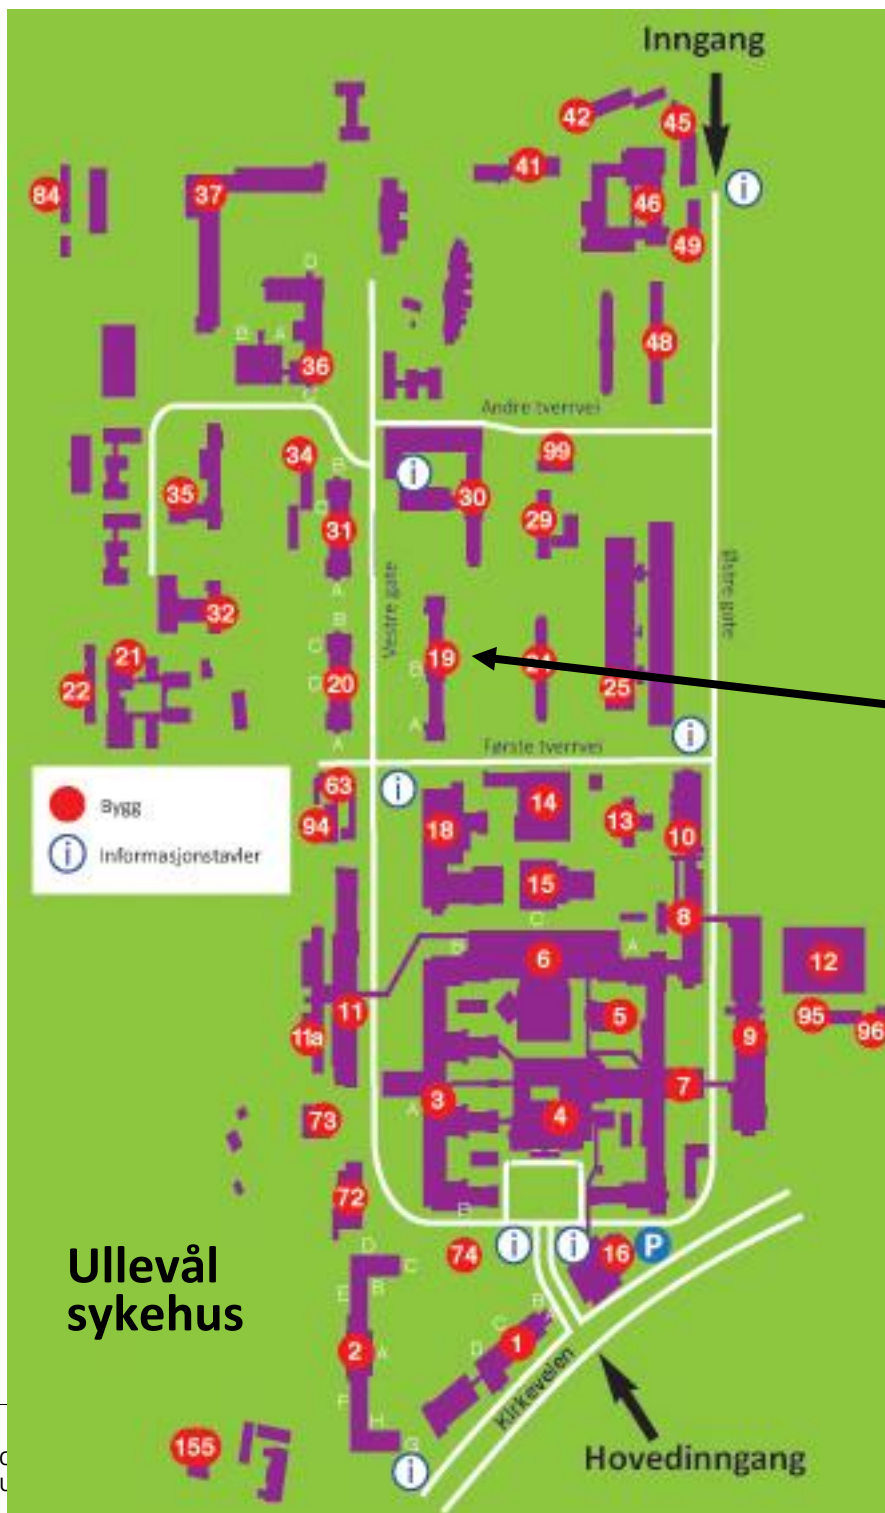 Inngang
42
45
41
84
37
46
49
D
B
A
36
C
48
Andre tverrvei
99
34
B
30
35
D
31
29
A
Vestre gate
Østre gate
32
B
C
21
19
24
22
D
20
B
25
A
A
Første tverrvei
63
94
18
14
13
10
15
Bygg
Informasjonstavler
C
8
B
A
6
12
11
5
95
96
11a
9
3
7
A
4
73
72
B
74
16
P
D
C
B
E
Ullevål
sykehus
B
A
C
1
D
2
A
F
Kirkeveien
H
G
155
Hovedinngang